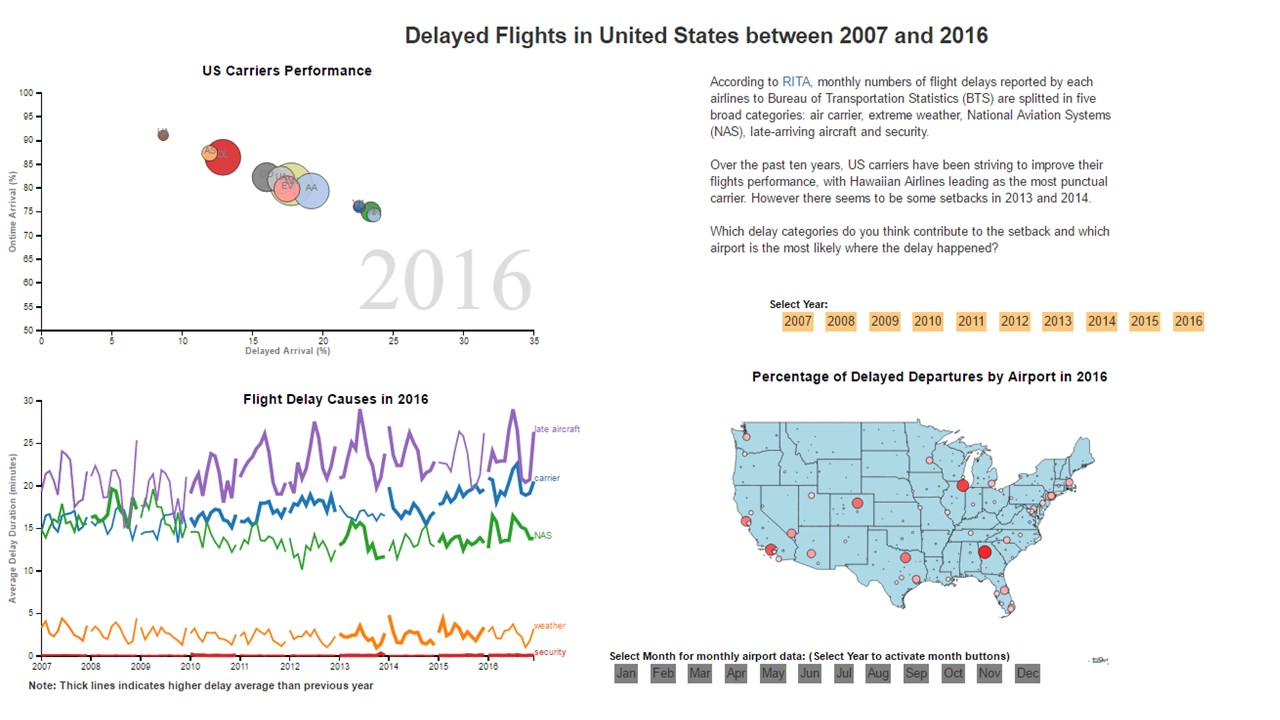 Delayed Flights in United States between 2007 and 2016
US Carriers Performance
100
95
90
85
80
75
70
65
60
55
50
Ontime Arrival (%)
AA
EV
2016
0
5
10
15
20
25
30
35
Delayed Arrival (%)
According to RITA, monthly numbers of flight delays reported by each
airlines to Bureau of Transportation Statistics (BTS) are splitted in five
broad categories: air carrier, extreme weather, National Aviation Systems
(NAS), late-arriving aircraft and security.
Over the past ten years, US carriers have been striving to improve their
flights performance, with Hawaiian Airlines leading as the most punctual
carrier. However there seems to be some setbacks in 2013 and 2014.
Which delay categories do you think contribute to the setback and which
airport is the most likely where the delay happened?
Select Year:
2007
2008
2009
2010
2011
2012
2013
2014
2015
2016
Flight Delay Causes in 2016
30
25
20
15
10
5
0
Average Delay Duration (minutes)
late aircraft
carrier
NAS
weather
security
2007
2008
2009
2010
2011
2012
2013
2014
2015
2016
Note: Thick lines indicates higher delay average than previous year
Percentage of Delayed Departures by Airport in 2016
Select Month for monthly airport data: (Select Year to activate month buttons)
Jan
Feb
Mar
Apr
May
Jun
Jul
Aug
Sep
Oct
Nov
Dec